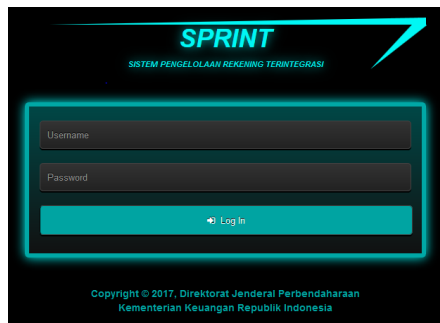 SPRINT
SISTEM PENGELOLAAN REKENING TERINTEGRASI
Username
Password
Log In
Copyright © 2017, Direktorat Jenderal Perbendaharaan
Kementerian Keuangan Republik Indonesia